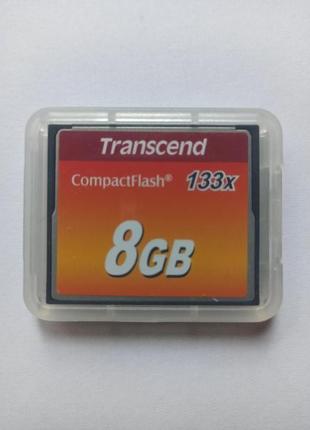 Transcend
CompactFlash® 133x
8GB